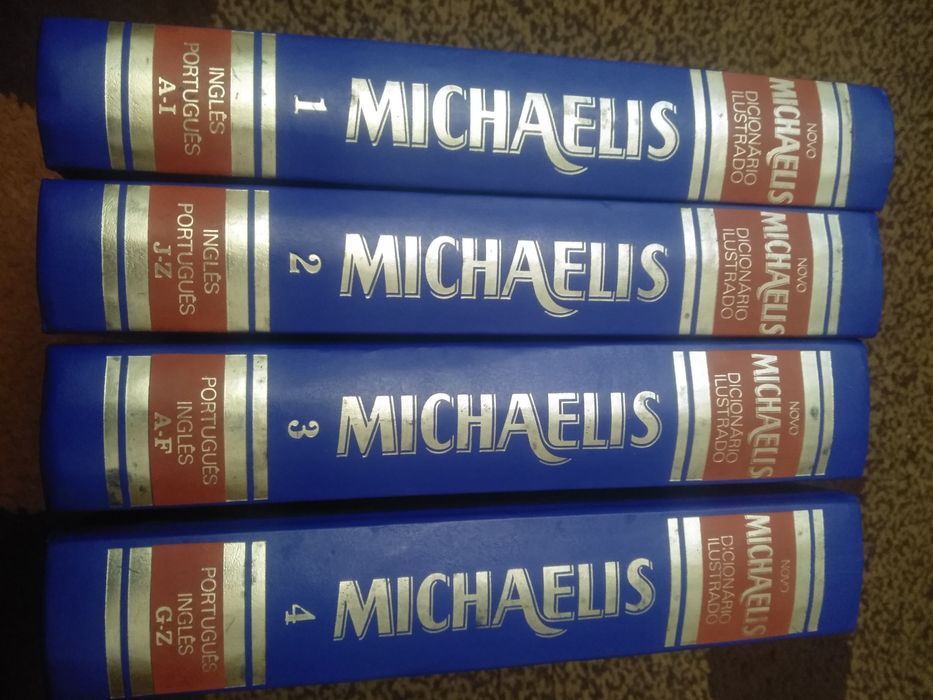 NOVO
MICHAELIS
DICIONÁRIO
ILUSTRADO
MICHAELIS
1
INGLÊS
PORTUGUÊS
A-I
NOVO
MICHAELIS
DICIONÁRIO
ILUSTRADO
MICHAELIS
2
INGLÊS
PORTUGUÊS
J-Z
NOVO
MICHAELIS
DICIONÁRIO
ILUSTRADO
MICHAELIS
3
PORTUGUÊS
INGLÊS
A-F
NOVO
MICHAELIS
DICIONÁRIO
ILUSTRADO
MICHAELIS
4
PORTUGUÊS
INGLÊS
G-Z